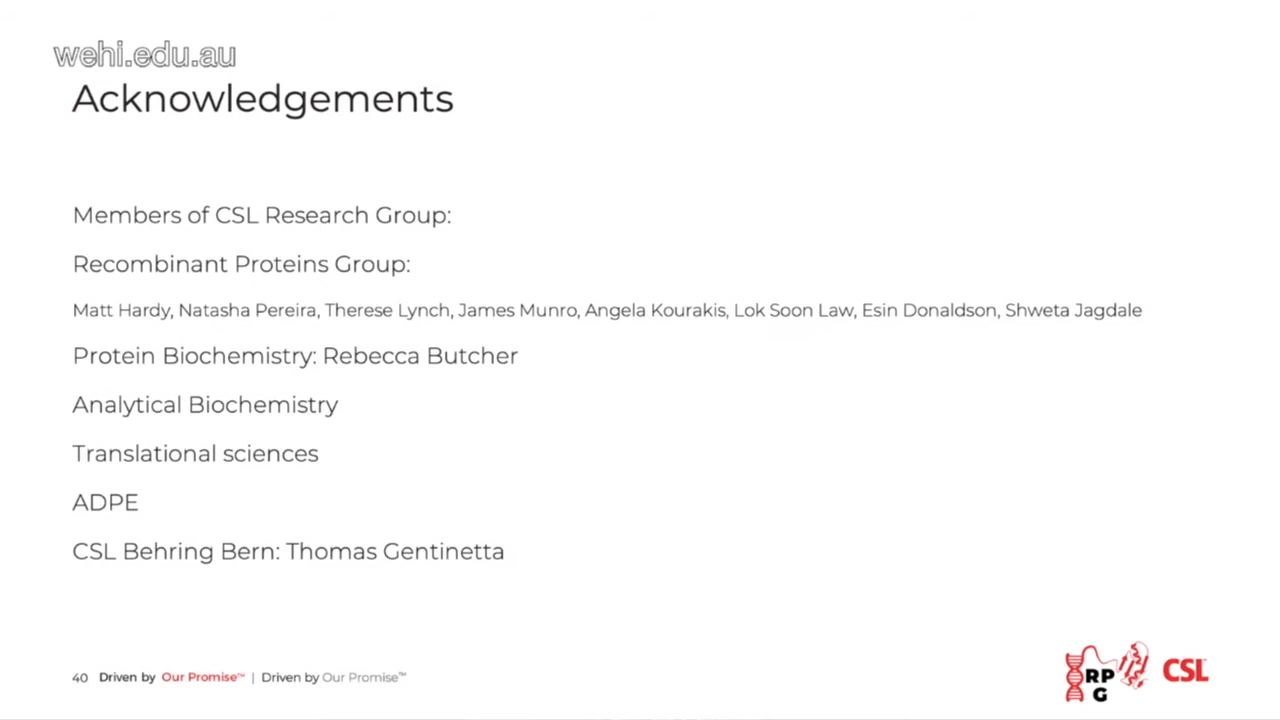 wehi.edu.au
Acknowledgements
Members of CSL Research Group:
Recombinant Proteins Group:
Matt Hardy, Natasha Pereira, Therese Lynch, James Munro, Angela Kourakis, Lok Soon Law, Esin Donaldson, Shweta Jagdale
Protein Biochemistry: Rebecca Butcher
Analytical Biochemistry
Translational sciences
ADPE
CSL Behring Bern: Thomas Gentinetta
40 Driven by Our Promise™ | Driven by Our Promise™
RP
G
CSL